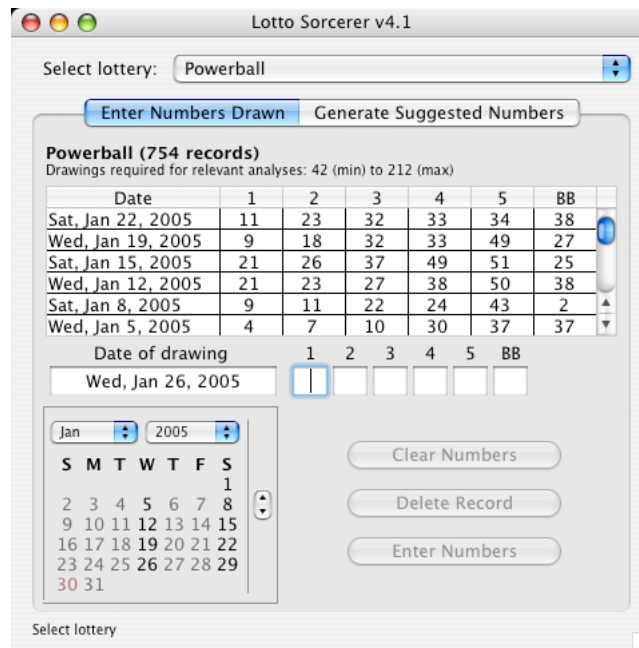 Lotto Sorcerer v4.1
Select lottery: Powerball
Enter Numbers Drawn Generate Suggested Numbers
Powerball (754 records)
Drawings required for relevant analyses: 42 (min) to 212 (max)
Date 1 2 3 4 5 BB
Sat, Jan 22, 2005 11 23 32 33 34 38
Wed, Jan 19, 2005 9 18 32 33 49 27
Sat, Jan 15, 2005 21 26 37 49 51 25
Wed, Jan 12, 2005 21 23 27 38 50 38
Sat, Jan 8, 2005 9 11 22 24 43 2
Wed, Jan 5, 2005 4 7 10 30 37 37
Date of drawing 1 2 3 4 5 BB
Wed, Jan 26, 2005
Jan 2005
S M T W T F S
1
2 3 4 5 6 7 8
9 10 11 12 13 14 15
16 17 18 19 20 21 22
23 24 25 26 27 28 29
30 31
Clear Numbers
Delete Record
Enter Numbers
Select lottery